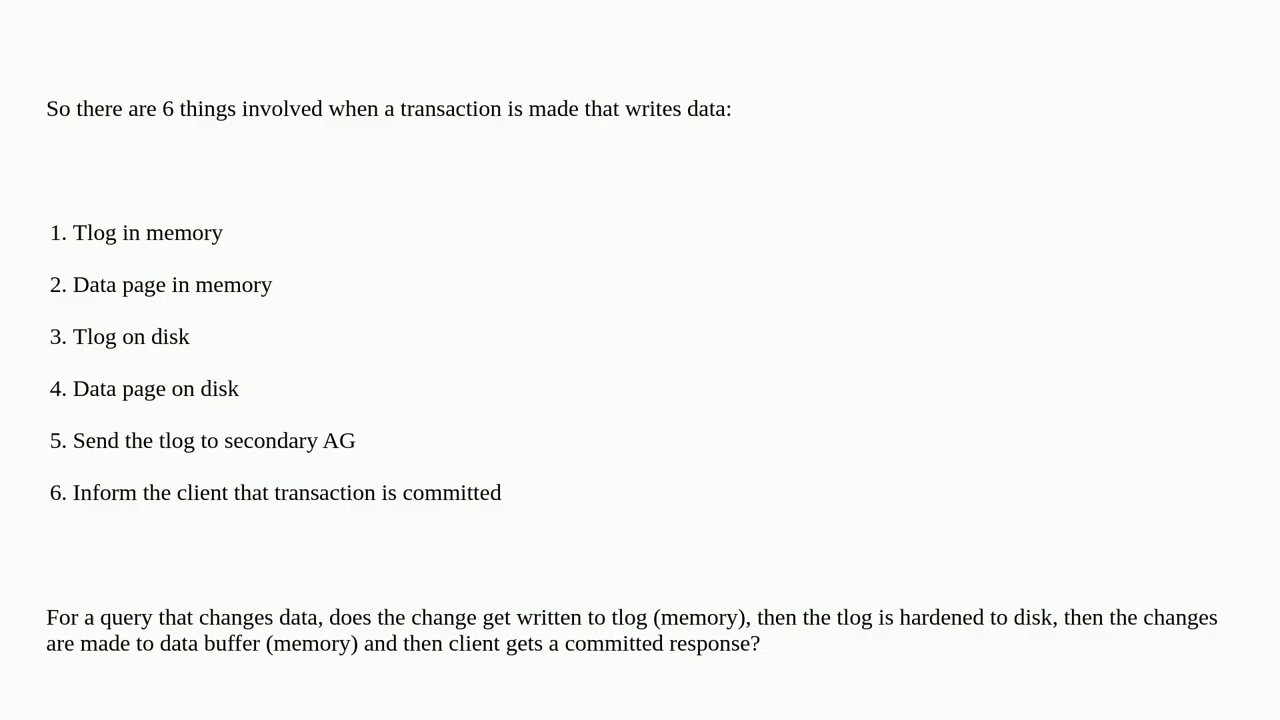 So there are 6 things involved when a transaction is made that writes data:
1. Tlog in memory
2. Data page in memory
3. Tlog on disk
4. Data page on disk
5. Send the tlog to secondary AG
6. Inform the client that transaction is committed
For a query that changes data, does the change get written to tlog (memory), then the tlog is hardened to disk, then the changes
are made to data buffer (memory) and then client gets a committed response?